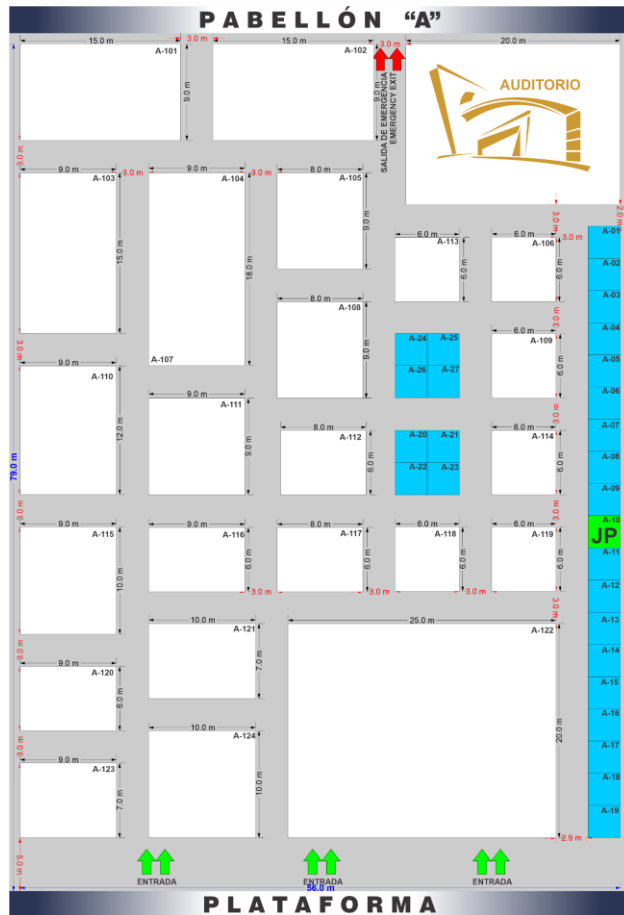 PABELLÓN "A"
15.0 m
3.0 m
15.0 m
3.0 m
20.0 m
A-101
A-102
9.0 m
9.0 m
SALIDA DE EMERGENCIA
EMERGENCY EXIT
AUDITORIO
3.0 m
9.0 m
3.0 m
9.0 m
3.0 m
8.0 m
A-103
A-104
A-105
15.0 m
18.0 m
9.0 m
3.0 m
2.0 m
6.0 m
6.0 m
3.0 m
A-113
A-106
6.0 m
6.0 m
A-01
A-02
A-03
A-04
A-05
A-06
A-07
A-08
A-09
A-10
JP
A-11
A-12
A-13
A-14
A-15
A-16
A-17
A-18
A-19
8.0 m
A-108
9.0 m
3.0 m
6.0 m
A-24
A-25
A-26
A-27
A-109
6.0 m
3.0 m
9.0 m
A-107
A-110
12.0 m
9.0 m
A-111
9.0 m
8.0 m
A-112
6.0 m
3.0 m
6.0 m
A-20
A-21
A-22
A-23
A-114
6.0 m
79.0 m
3.0 m
9.0 m
9.0 m
8.0 m
6.0 m
6.0 m
3.0 m
A-115
A-116
A-117
A-118
A-119
10.0 m
6.0 m
6.0 m
6.0 m
6.0 m
3.0 m
3.0 m
3.0 m
3.0 m
10.0 m
25.0 m
A-121
A-122
7.0 m
20.0 m
3.0 m
9.0 m
A-120
6.0 m
10.0 m
A-124
10.0 m
3.0 m
9.0 m
A-123
7.0 m
2.9 m
5.0 m
ENTRADA
ENTRADA
ENTRADA
56.0 m
PLATAFORMA